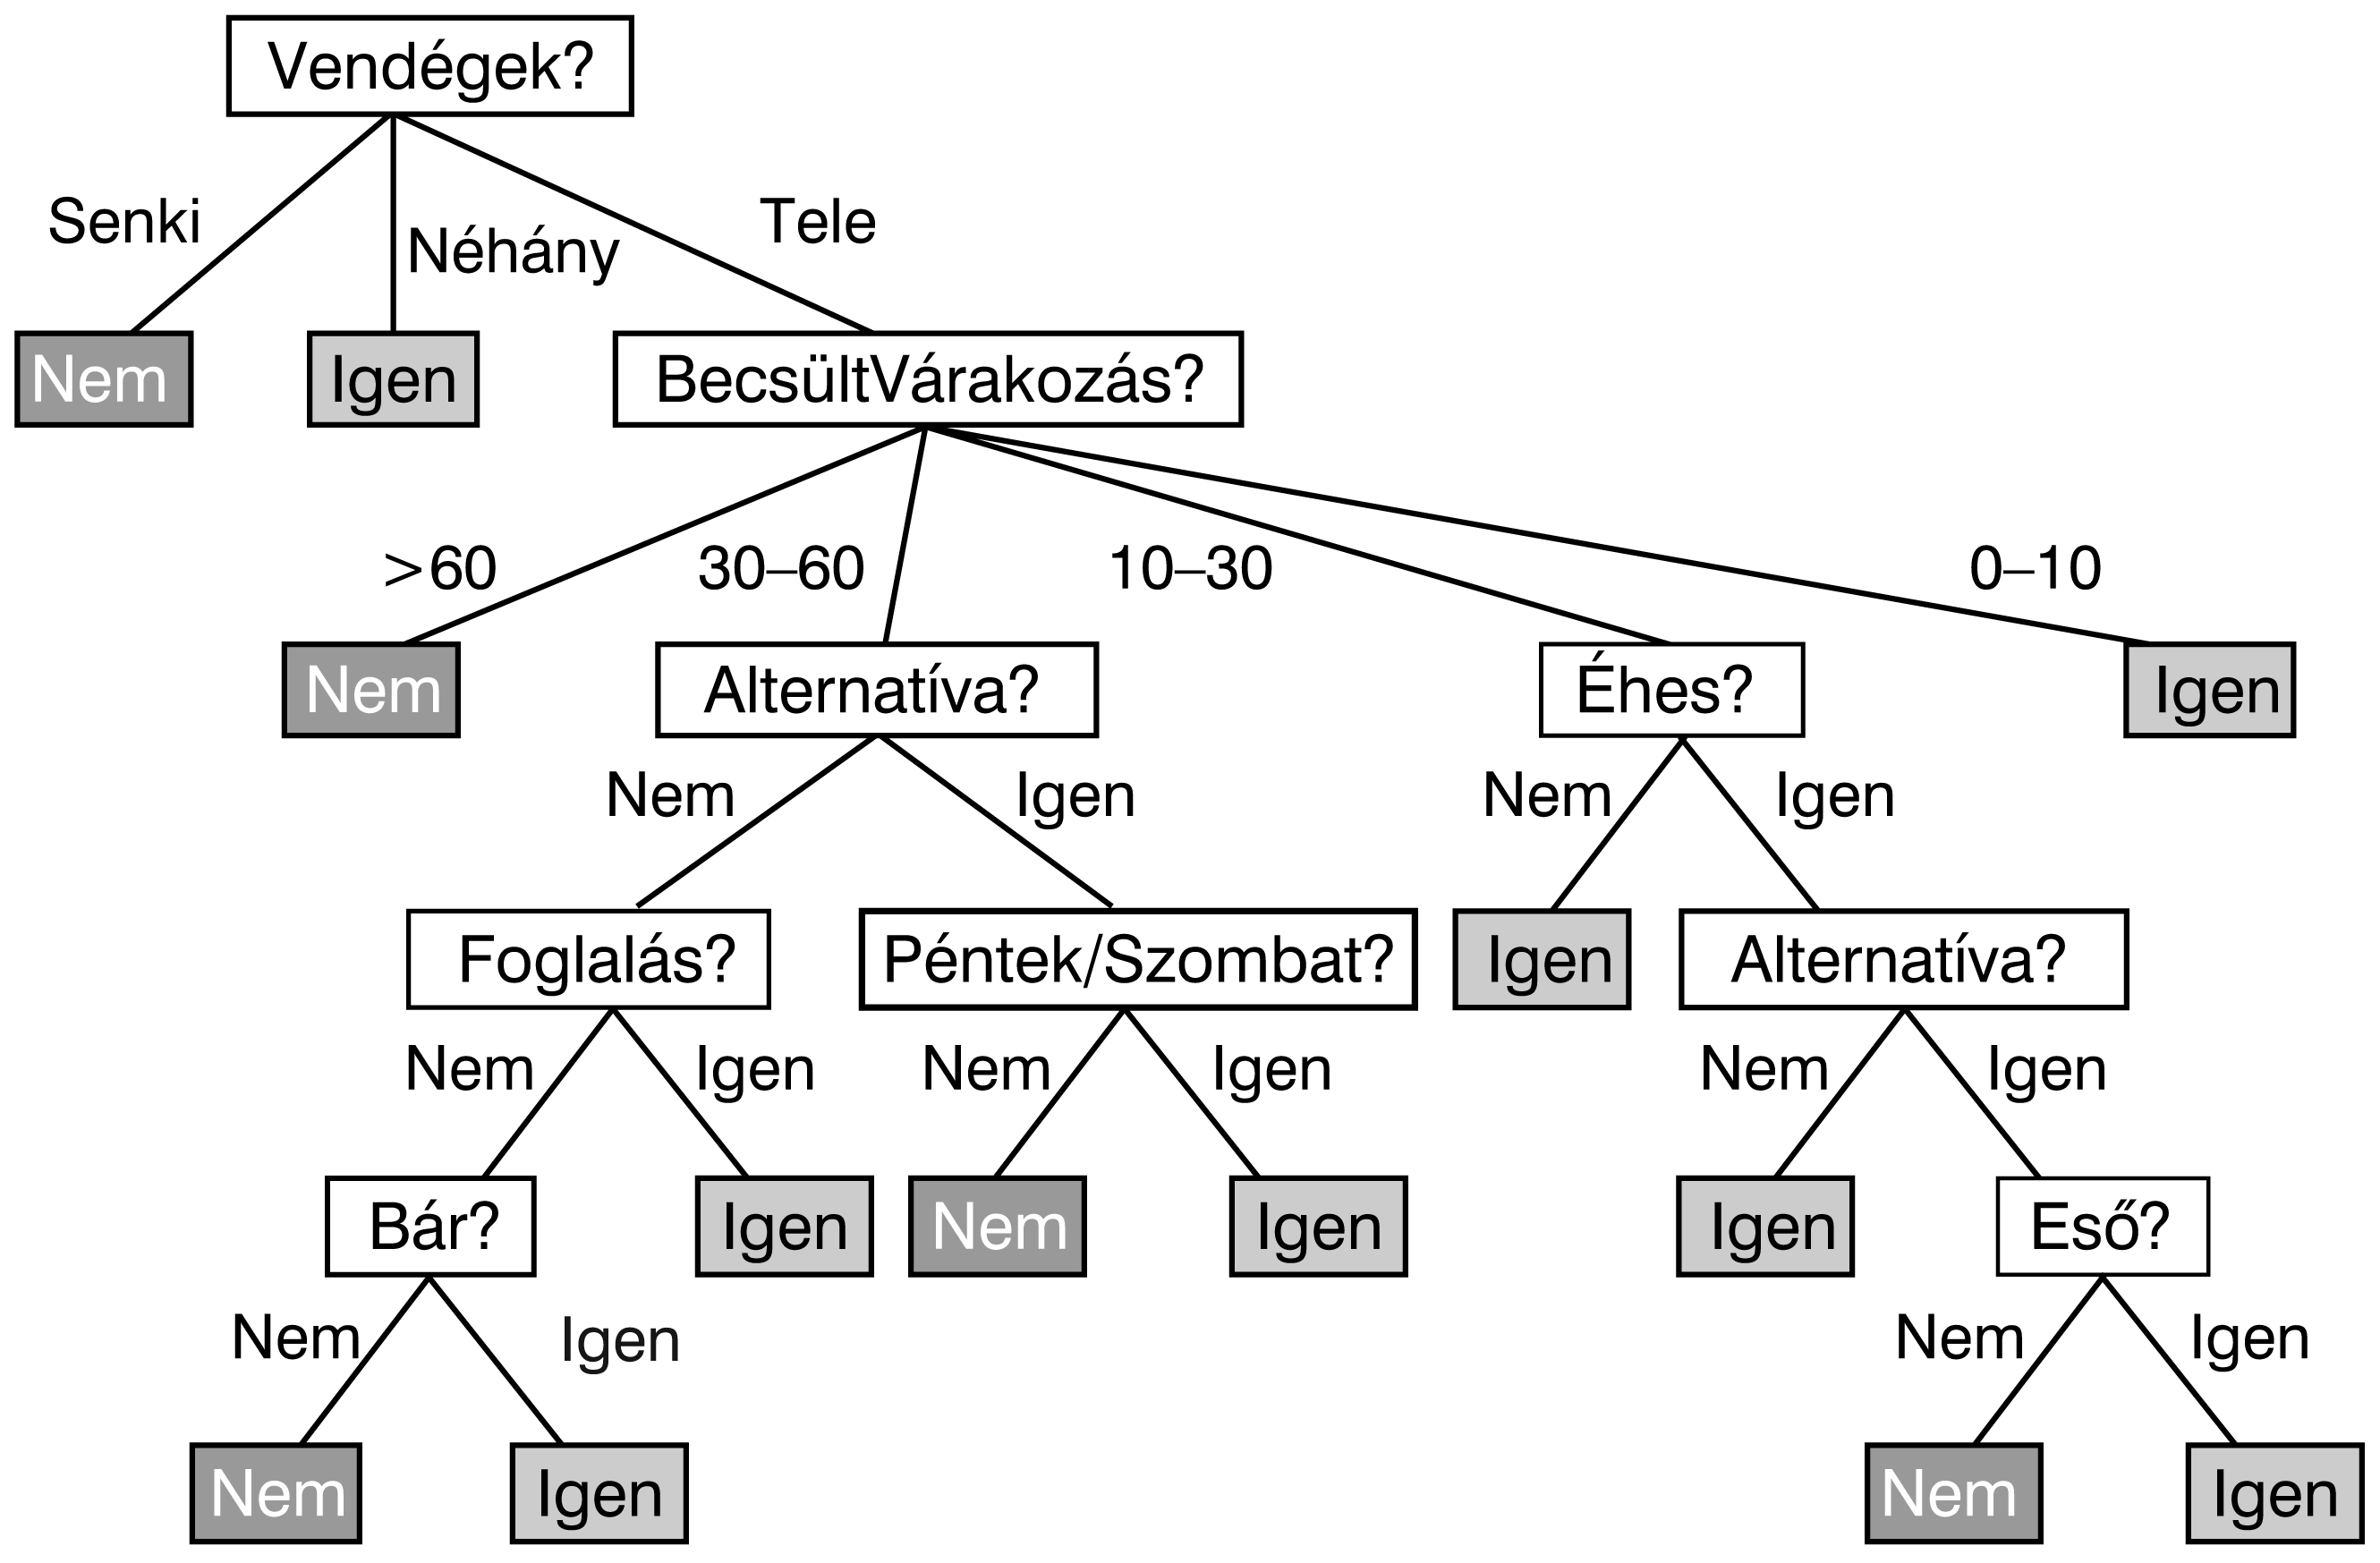 Vendégek?
Senki
Néhány
Tele
Nem
Igen
BecsültVárakozás?
>60
30–60
10–30
0–10
Nem
Alternatíva?
Éhes?
Igen
Nem
Igen
Nem
Igen
Foglalás?
Péntek/Szombat?
Igen
Alternatíva?
Nem
Igen
Nem
Igen
Nem
Igen
Bár?
Igen
Nem
Igen
Igen
Eső?
Nem
Igen
Nem
Igen
Nem
Igen
Nem
Igen